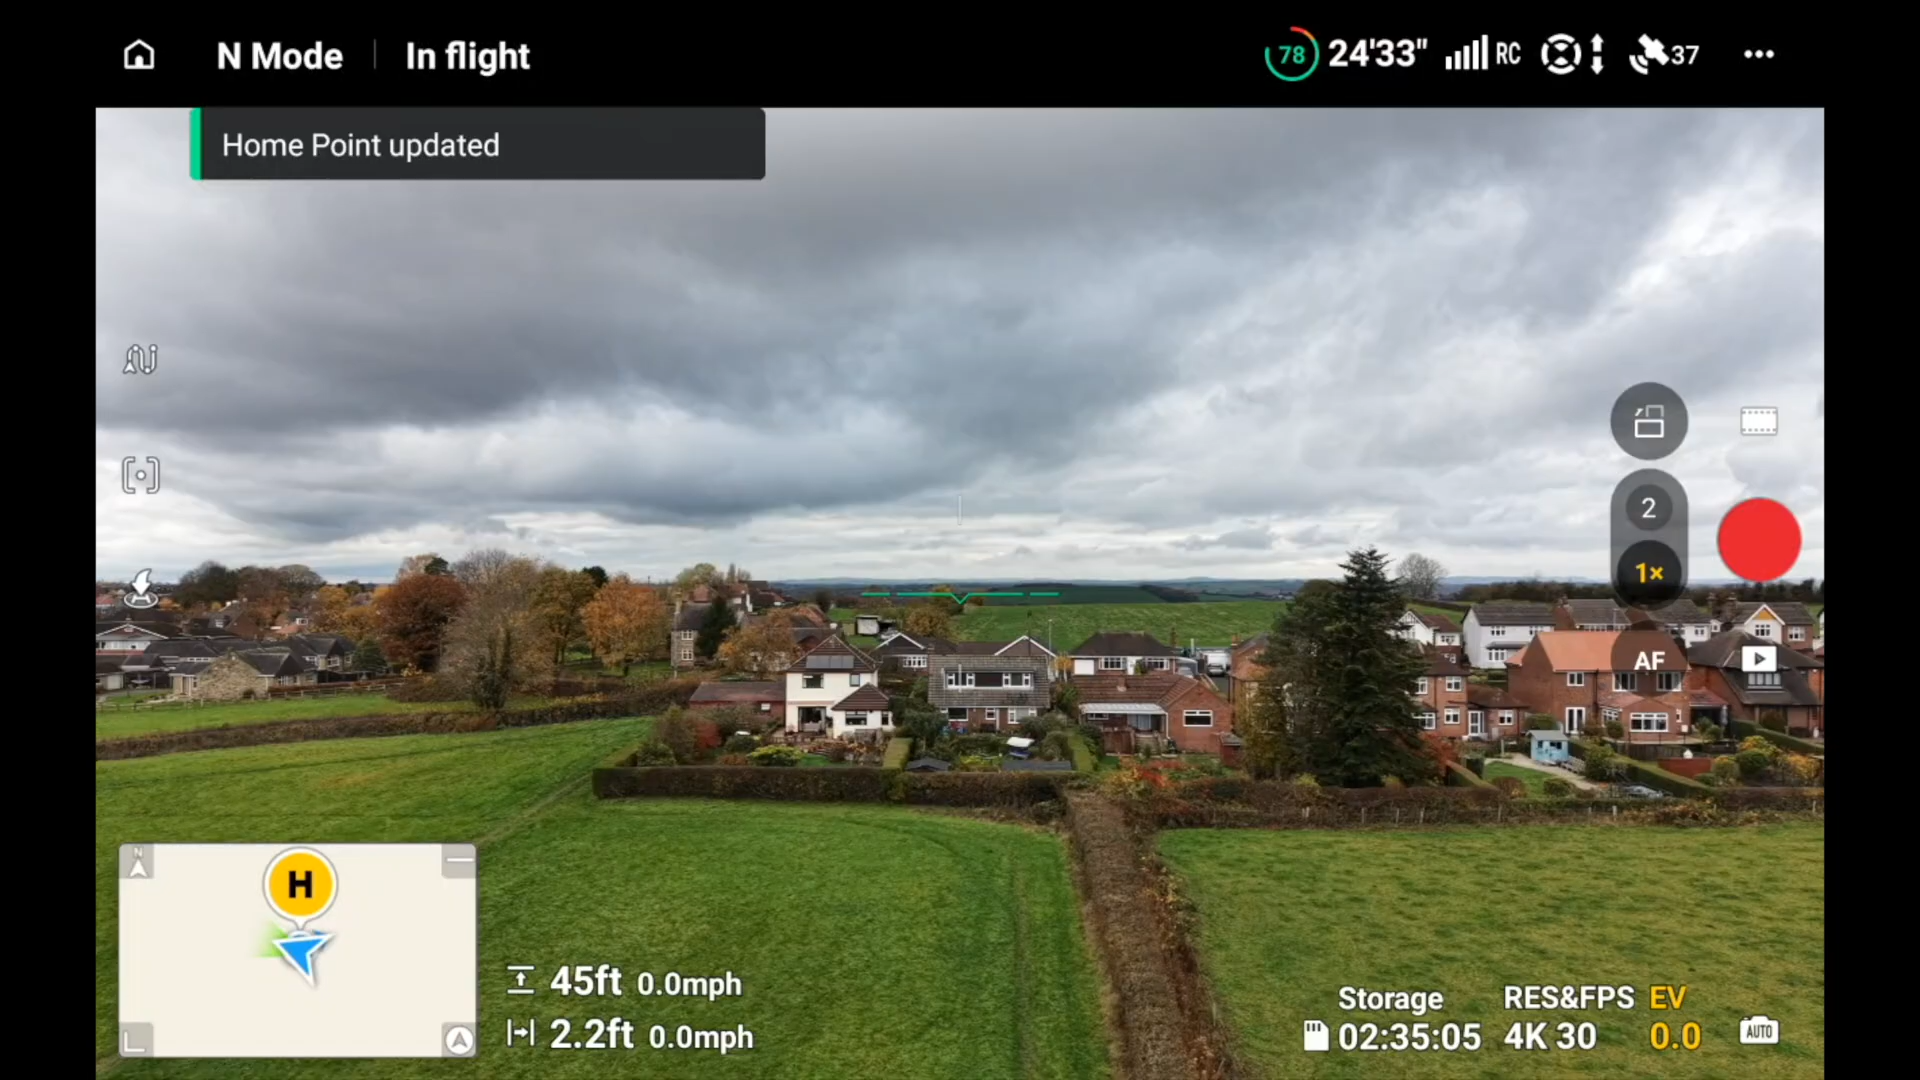 N Mode
In flight
78 24'33" RC 37
Home Point updated
2
1×
AF
N
H
45ft 0.0mph
2.2ft 0.0mph
Storage RES&FPS EV
02:35:05 4K 30 0.0
AUTO